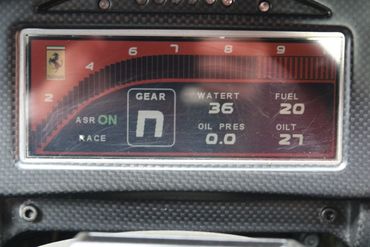 2 4 6 7 8 9
GEAR
n
WATERT FUEL
36 20
ASR ON
OIL PRES OILT
RACE
0.0 27